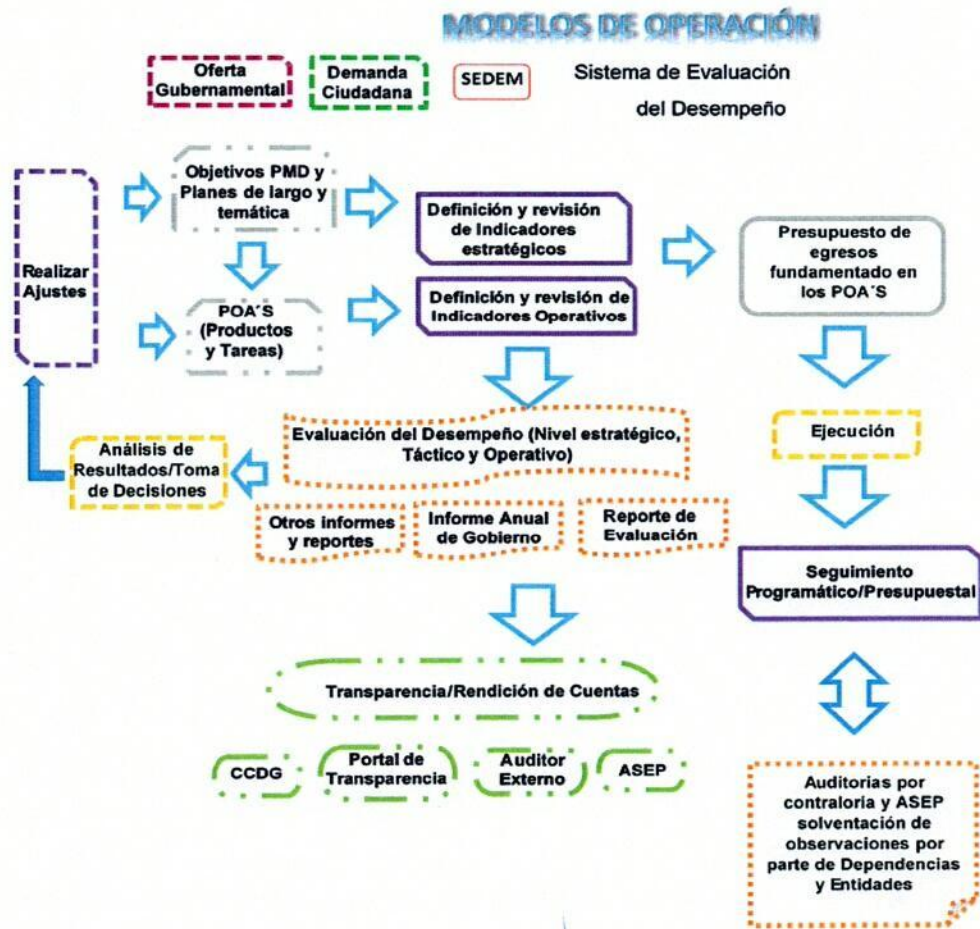 MODELOS DE OPERACIÓN
Oferta
Gubernamental
Demanda
Ciudadana
SEDEM
Sistema de Evaluación
del Desempeño
Realizar
Ajustes
Objetivos PMD y
Planes de largo y
temática
Definición y revisión
de Indicadores
estratégicos
Presupuesto de
egresos
fundamentado en
los POA´S
POA´S
(Productos
y Tareas)
Definición y revisión de
Indicadores Operativos
Análisis de
Resultados/Toma
de Decisiones
Evaluación del Desempeño (Nivel estratégico,
Táctico y Operativo)
Ejecución
Otros informes
y reportes
Informe Anual
de Gobierno
Reporte de
Evaluación
Seguimiento
Programático/Presupuestal
Transparencia/Rendición de Cuentas
CCDG
Portal de
Transparencia
Auditor
Externo
ASEP
Auditorias por
contraloria y ASEP
solventación de
observaciones por
parte de Dependencias
y Entidades